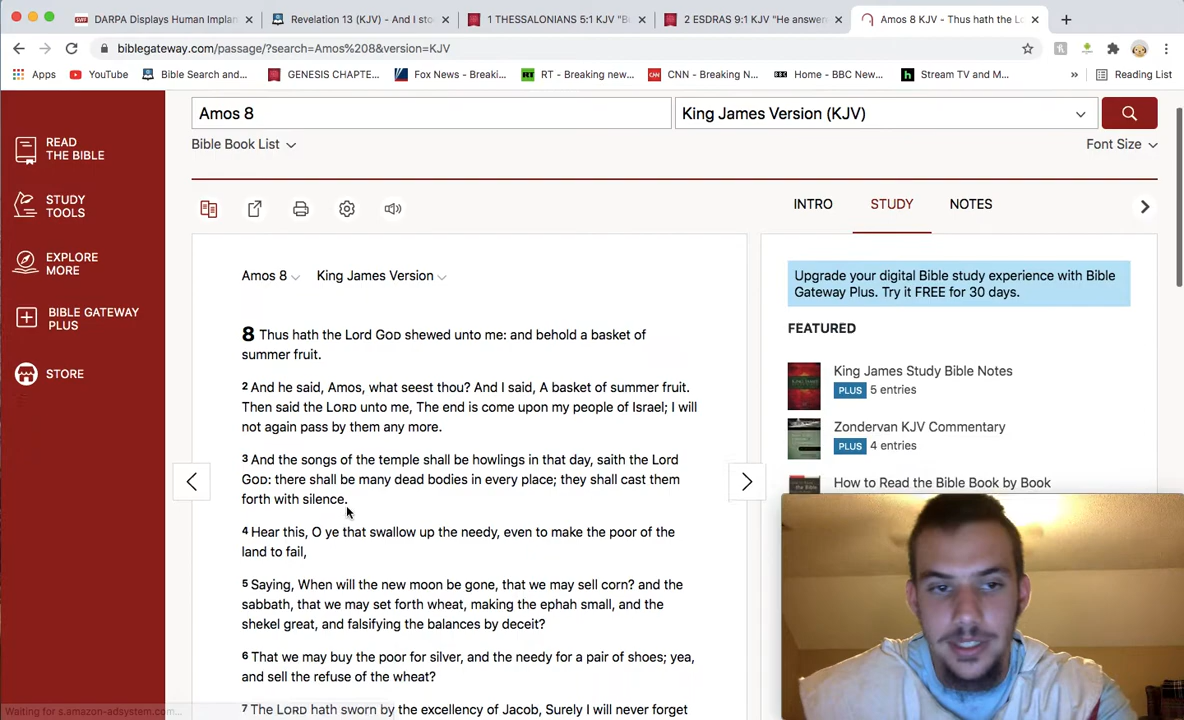 DARPA Displays Human Implan
Revelation 13 (KJV) - And I sto
1 THESSALONIANS 5:1 KJV "B
2 ESDRAS 9:1 KJV "He answer
Amos 8 KJV - Thus hath the Lo
biblegateway.com/passage/?search=Amos%208&version=KJV
Apps
YouTube
Bible Search and...
GENESIS CHAPTE...
Fox News - Breaki...
RT - Breaking new...
CNN - Breaking N...
Home - BBC New...
Stream TV and M...
»
Reading List
Amos 8
King James Version (KJV)
Bible Book List
Font Size
READ
THE BIBLE
STUDY
TOOLS
EXPLORE
MORE
BIBLE GATEWAY
PLUS
STORE
INTRO
STUDY
NOTES
Amos 8
King James Version
8 Thus hath the Lord GOD shewed unto me: and behold a basket of
summer fruit.
2 And he said, Amos, what seest thou? And I said, A basket of summer fruit.
Then said the LORD unto me, The end is come upon my people of Israel; I will
not again pass by them any more.
3 And the songs of the temple shall be howlings in that day, saith the Lord
GOD: there shall be many dead bodies in every place; they shall cast them
forth with silence.
4 Hear this, O ye that swallow up the needy, even to make the poor of the
land to fail,
5 Saying, When will the new moon be gone, that we may sell corn? and the
sabbath, that we may set forth wheat, making the ephah small, and the
shekel great, and falsifying the balances by deceit?
6 That we may buy the poor for silver, and the needy for a pair of shoes; yea,
and sell the refuse of the wheat?
7 The LORD hath sworn by the excellency of Jacob, Surely I will never forget
Upgrade your digital Bible study experience with Bible
Gateway Plus. Try it FREE for 30 days.
FEATURED
King James Study Bible Notes
PLUS 5 entries
Zondervan KJV Commentary
PLUS 4 entries
How to Read the Bible Book by Book
Waiting for s.amazon-adsystem.com...